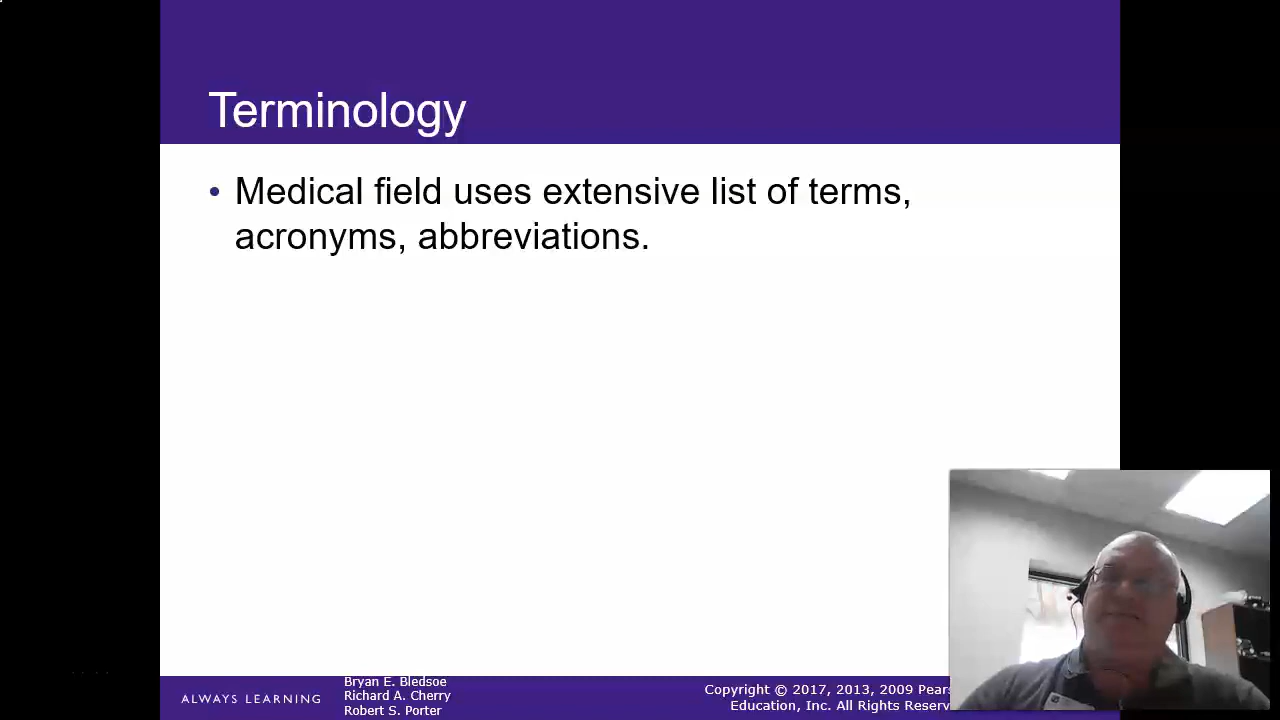 Terminology
• Medical field uses extensive list of terms,
acronyms, abbreviations.
ALWAYS LEARNING
Bryan E. Bledsoe
Richard A. Cherry
Robert S. Porter
Copyright © 2017, 2013, 2009
Education, Inc. All Rights